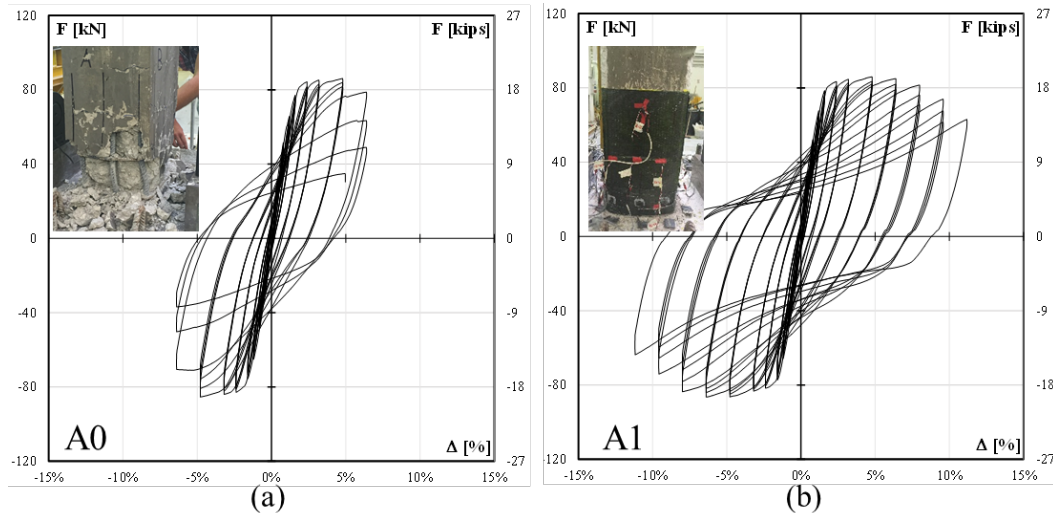 120 F [kN] F [kips] 27
80 18
40 9
0 0
-40 -9
-80 -18
A0 Δ [%]
-120 -27
-15% -10% -5% 0% 5% 10% 15%
(a)
120 F [kN] F [kips] 27
80 18
40 9
0 0
-40 -9
-80 -18
A1 Δ [%]
120 -27
-15% -10% -5% 0% 5% 10% 15%
(b)